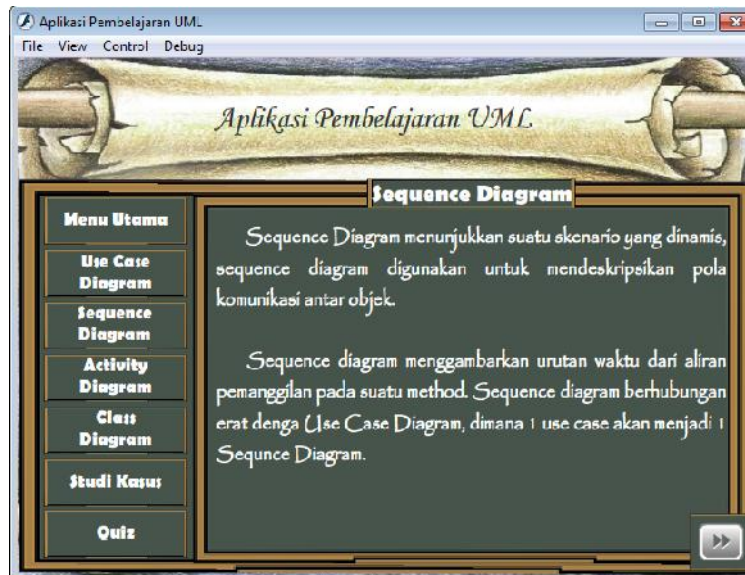 Aplikasi Pembelajaran UML
File View Control Debug
Aplikasi Pembelajaran UML
Sequence Diagram
Menu Utama
Use Case
Diagram
Sequence
Diagram
Activity
Diagram
Class
Diagram
Studi Kasus
Quiz
Sequence Diagram menunjukkan suatu skenario yang dinamis,
sequence diagram digunakan untuk mendeskripsikan pola
komunikasi antar objek.
Sequence diagram menggambarkan urutan waktu dari aliran
pemanggilan pada suatu method. Sequence diagram berhubungan
erat denga Use Case Diagram, dimana 1 use case akan menjadi 1
Sequnce Diagram.